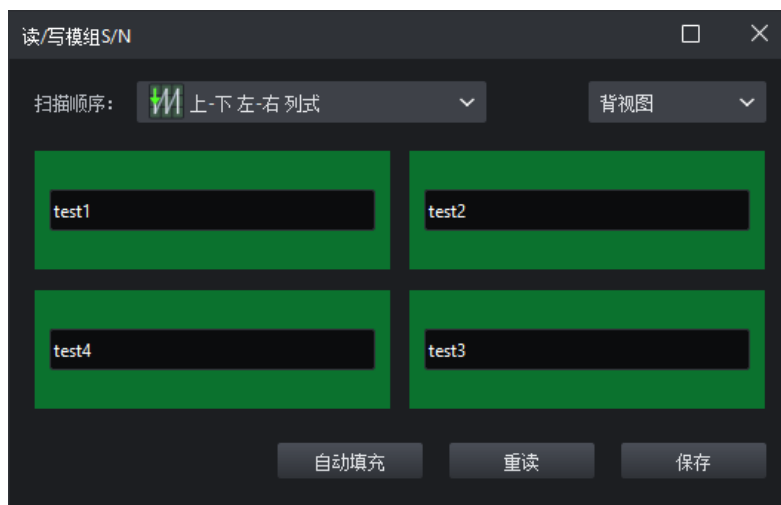 读/写模组S/N
扫描顺序： 上-下 左-右 列式 背视图
test1 test2
test4 test3
自动填充 重读 保存